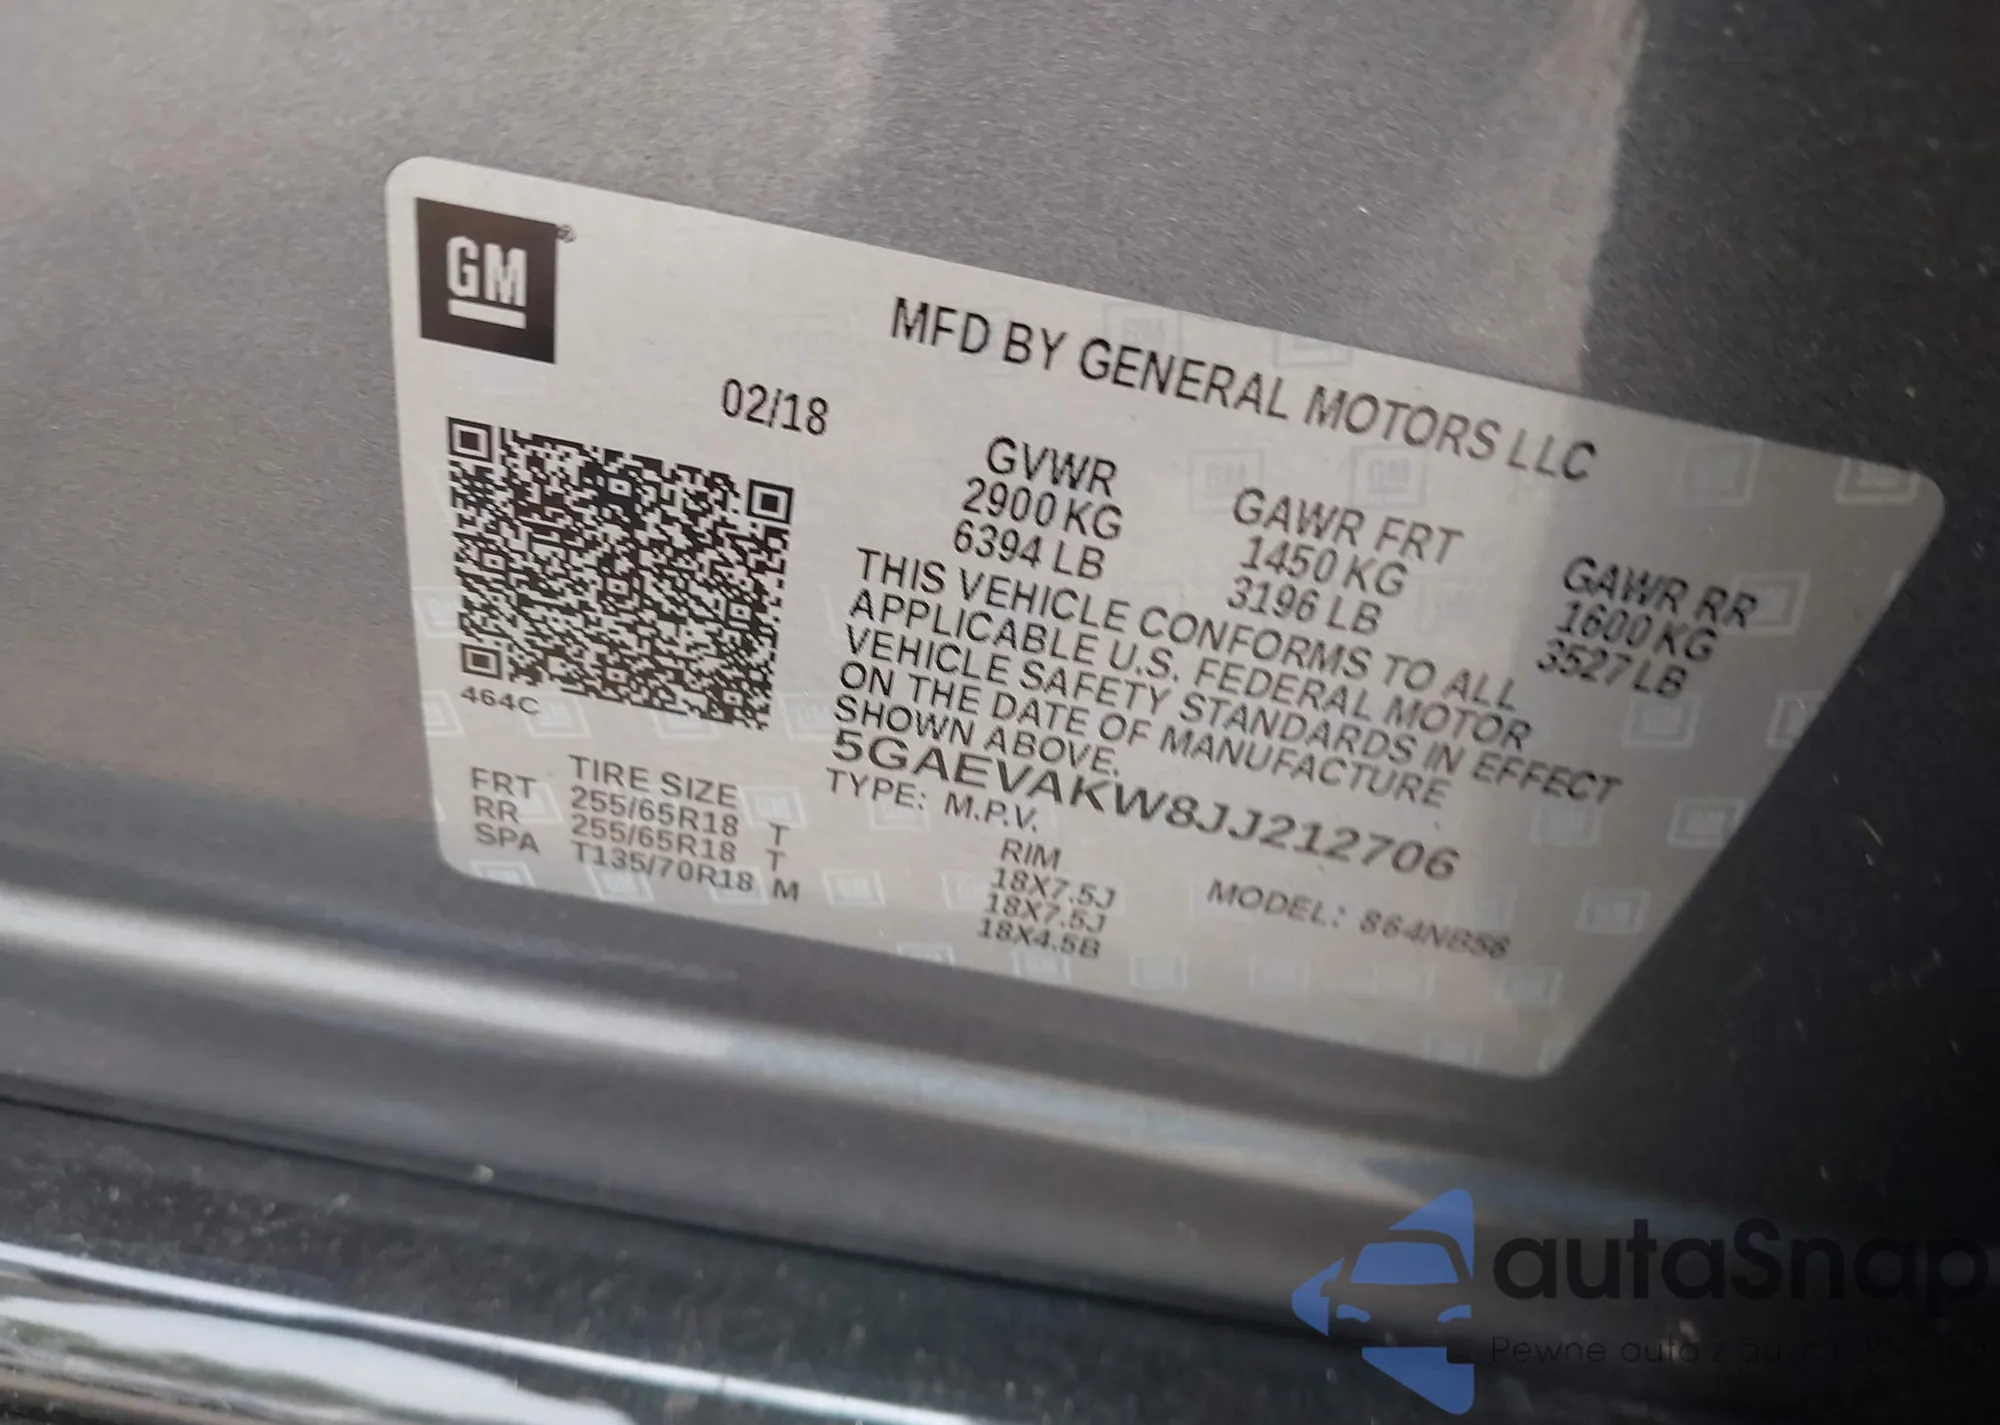 GM®
MFD BY GENERAL MOTORS LLC
02/18
GVWR
2900 KG
6394 LB
GAWR FRT
1450 KG
3196 LB
GAWR RR
1600 KG
3527 LB
THIS VEHICLE CONFORMS TO ALL
APPLICABLE U.S. FEDERAL MOTOR
VEHICLE SAFETY STANDARDS IN EFFECT
ON THE DATE OF MANUFACTURE
SHOWN ABOVE.
5GAEVAKW8JJ212706
TYPE: M.P.V.
MODEL: 864NB56
464C
TIRE SIZE RIM
FRT 255/65R18 T 18X7.5J
RR 255/65R18 T 18X7.5J
SPA T135/70R18 M 18X4.5B
autaSnap
Pewne auta z